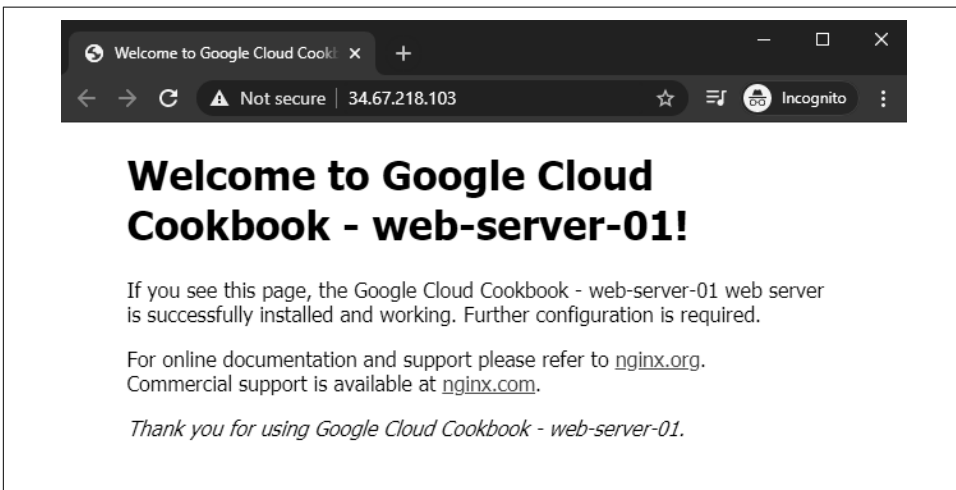 Welcome to Google Cloud Cookb
Not secure | 34.67.218.103
Incognito
Welcome to Google Cloud
Cookbook - web-server-01!
If you see this page, the Google Cloud Cookbook - web-server-01 web server
is successfully installed and working. Further configuration is required.
For online documentation and support please refer to nginx.org.
Commercial support is available at nginx.com.
Thank you for using Google Cloud Cookbook - web-server-01.